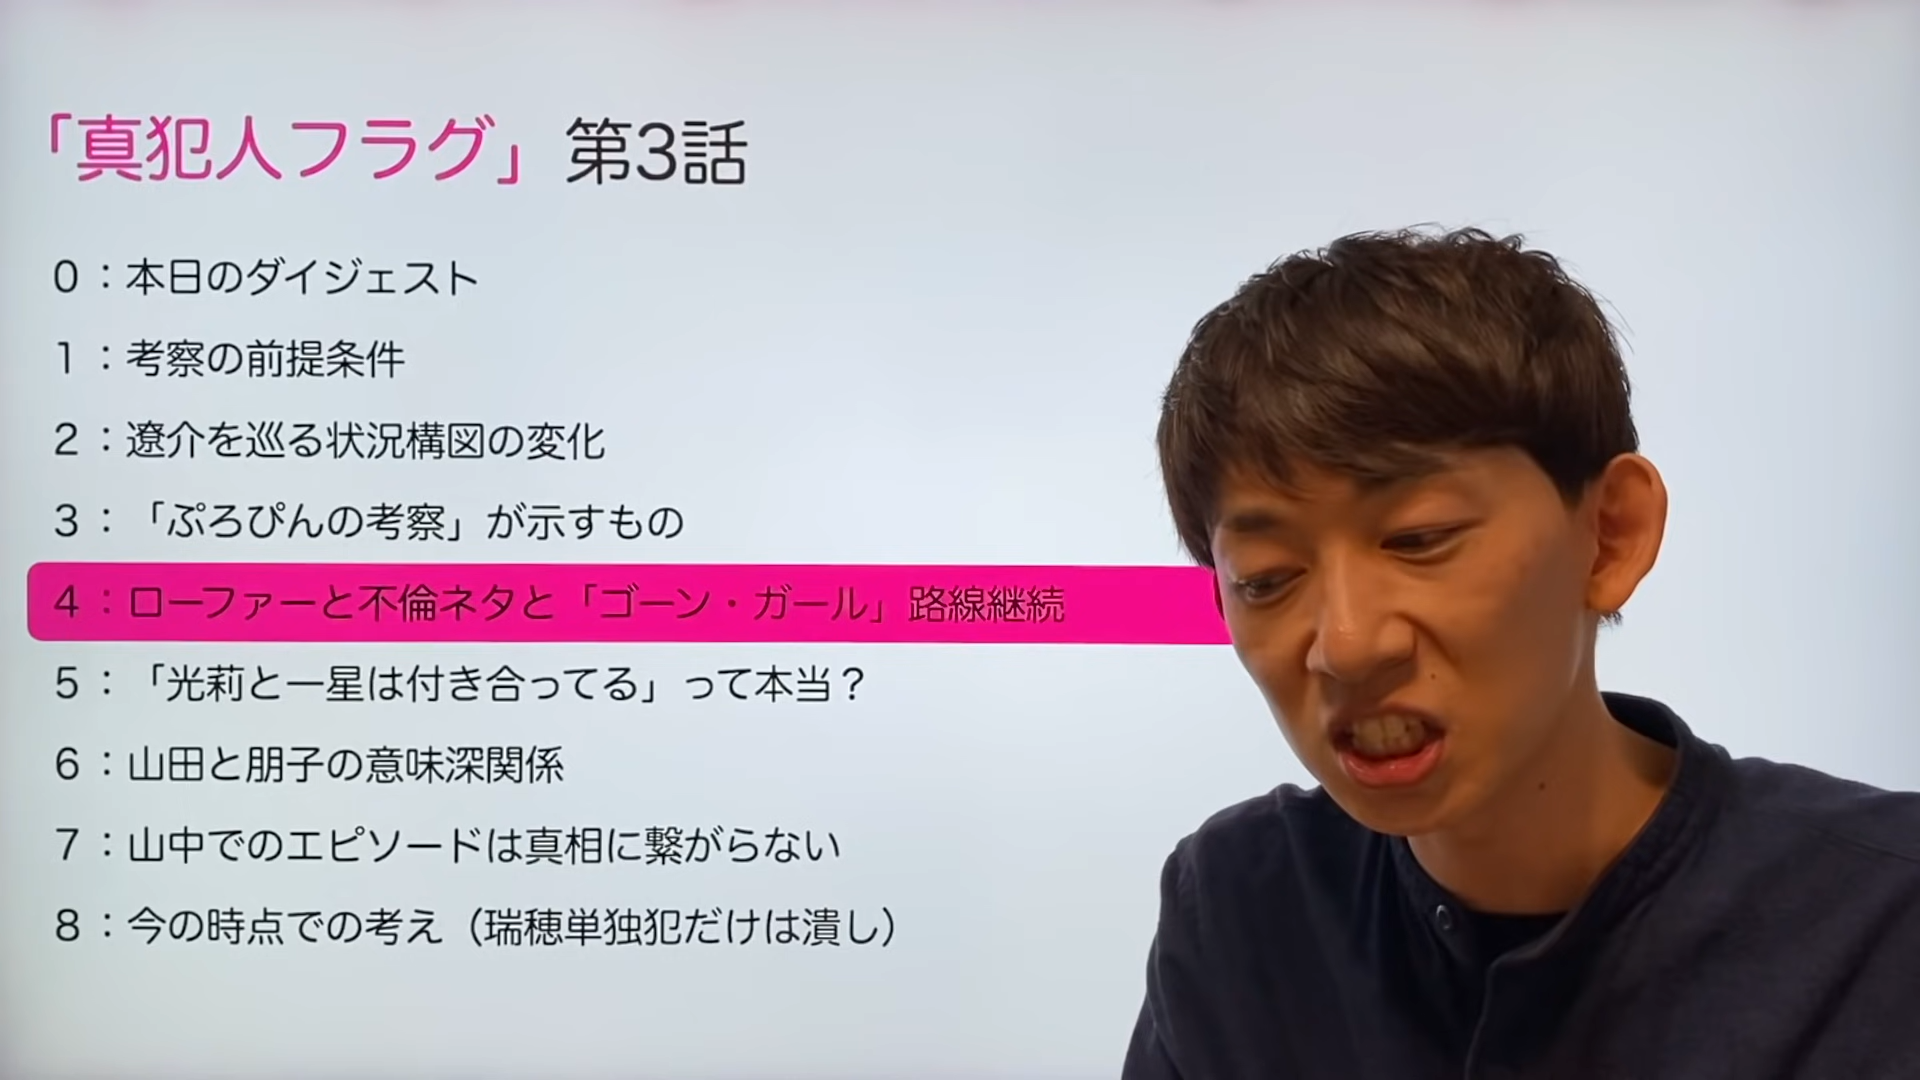 「真犯人フラグ」第3話
0：本日のダイジェスト
1：考察の前提条件
2：遼介を巡る状況構図の変化
3：「ぷろぴんの考察」が示すもの
4：ローファーと不倫ネタと「ゴーン・ガール」路線継続
5：「光莉と一星は付き合ってる」って本当？
6：山田と朋子の意味深関係
7：山中でのエピソードは真相に繋がらない
8：今の時点での考え（瑞穂単独犯だけは潰し）